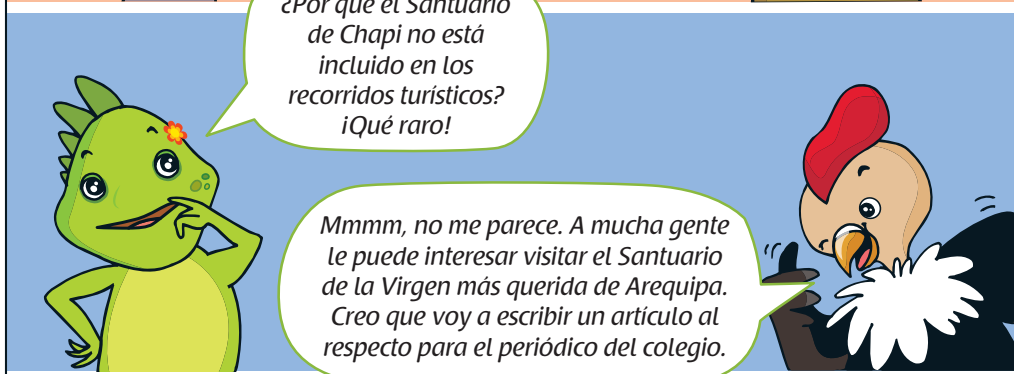 ¿Por qué el Santuario
de Chapi no está
incluido en los
recorridos turísticos?
¡Qué raro!
Mmmm, no me parece. A mucha gente
le puede interesar visitar el Santuario
de la Virgen más querida de Arequipa.
Creo que voy a escribir un artículo al
respecto para el periódico del colegio.